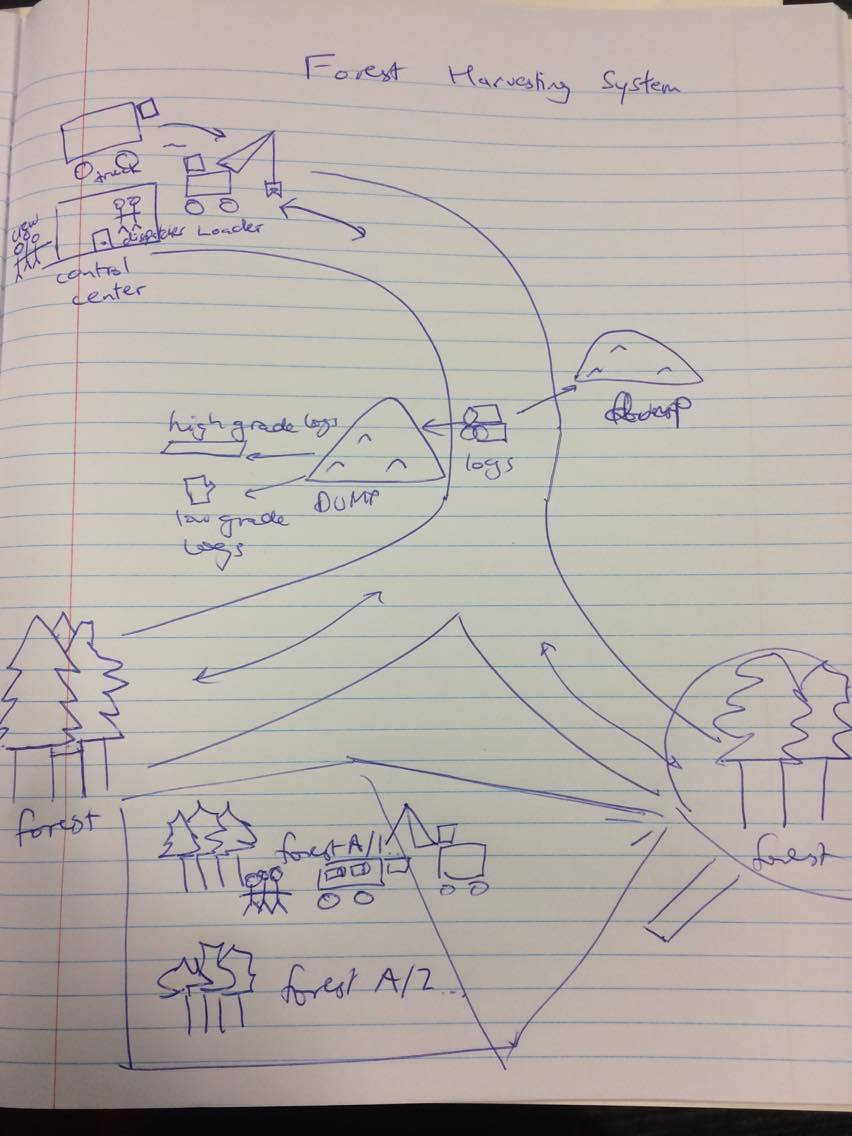 Forest Harvesting System
truck
crew
dispatcher
Loader
control
center
high grade logs
logs
DUMP
low grade
logs
forest
forest
forest A/1...
forest A/2...